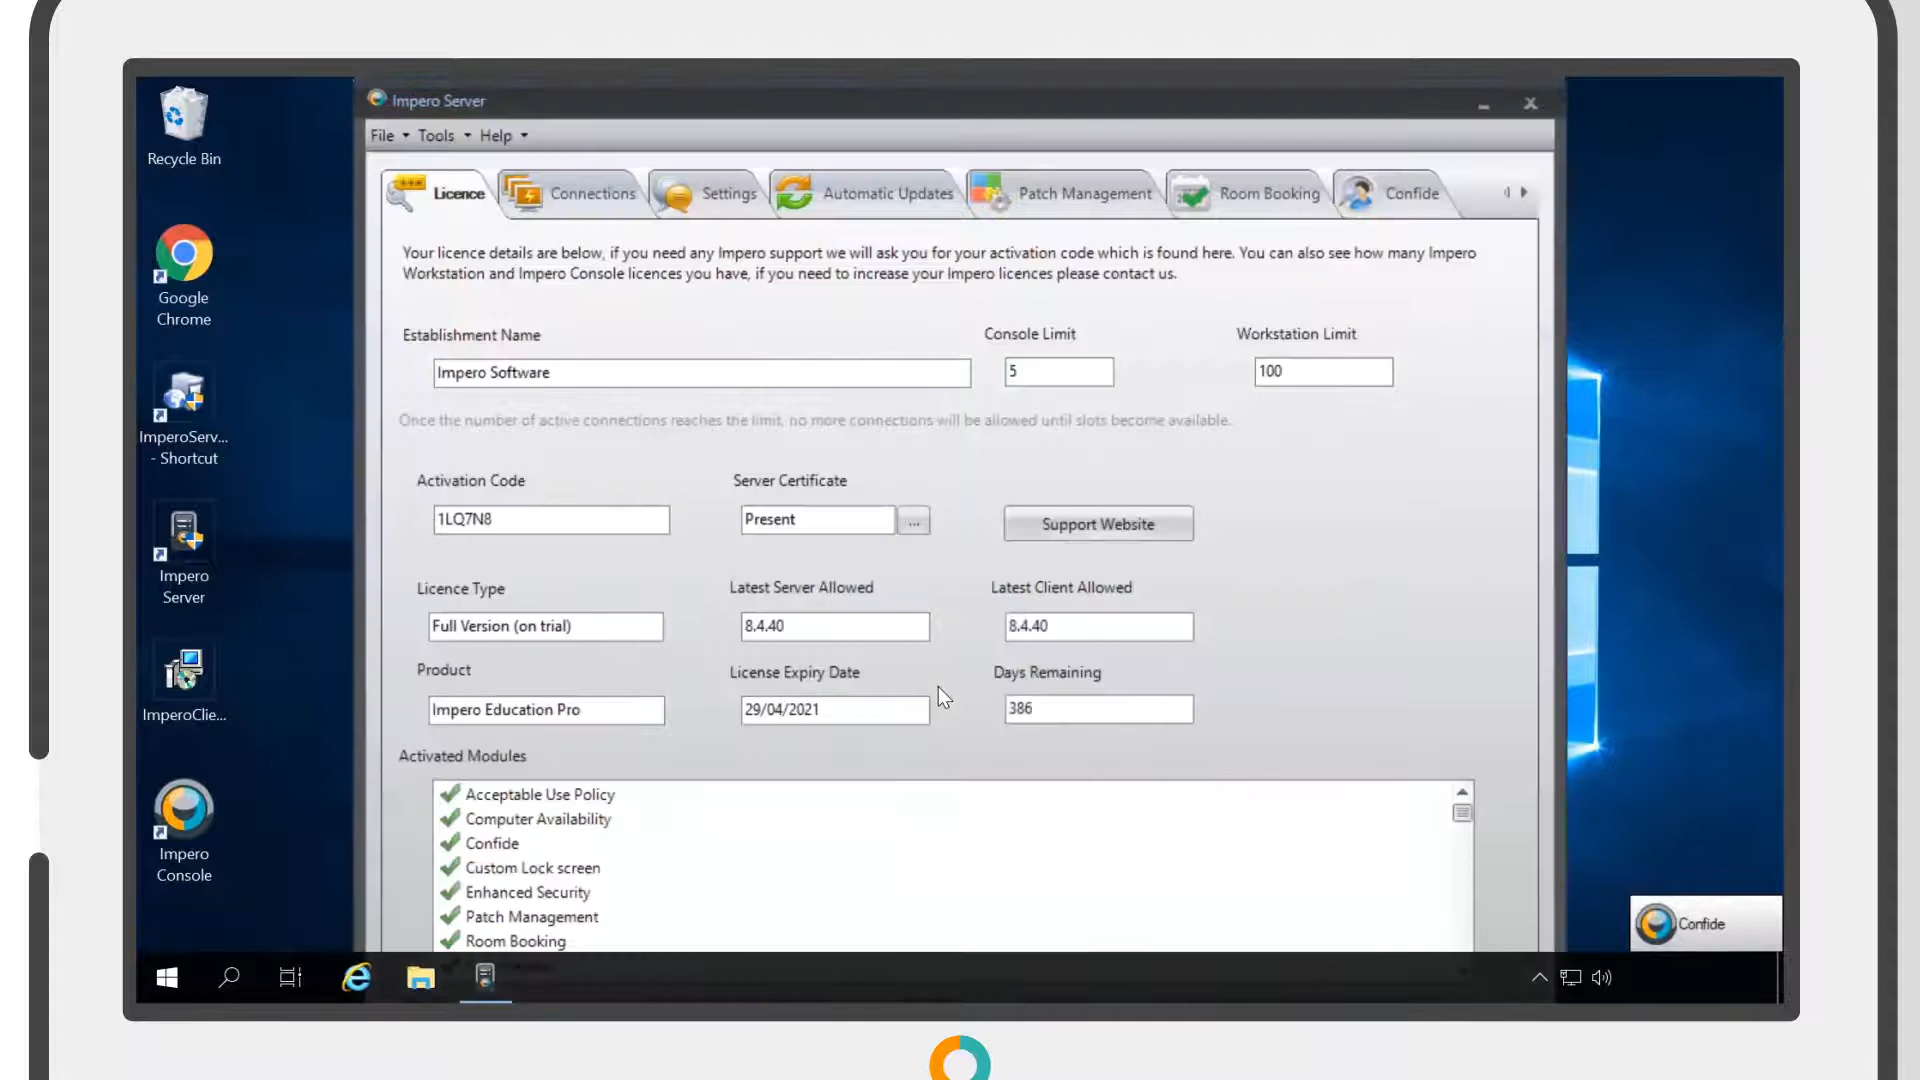 Recycle Bin
Google
Chrome
ImperoServ...
- Shortcut
Impero
Server
ImperoClie...
Impero
Console
Impero Server
File Tools Help
Licence Connections Settings Automatic Updates Patch Management Room Booking Confide
Your licence details are below, if you need any Impero support we will ask you for your activation code which is found here. You can also see how many Impero
Workstation and Impero Console licences you have, if you need to increase your Impero licences please contact us.
Establishment Name Console Limit Workstation Limit
Impero Software 5 100
Once the number of active connections reaches the limit, no more connections will be allowed until slots become available.
Activation Code Server Certificate
1LQ7N8 Present ... Support Website
Licence Type Latest Server Allowed Latest Client Allowed
Full Version (on trial) 8.4.40 8.4.40
Product License Expiry Date Days Remaining
Impero Education Pro 29/04/2021 386
Activated Modules
Acceptable Use Policy
Computer Availability
Confide
Custom Lock screen
Enhanced Security
Patch Management
Room Booking
Confide